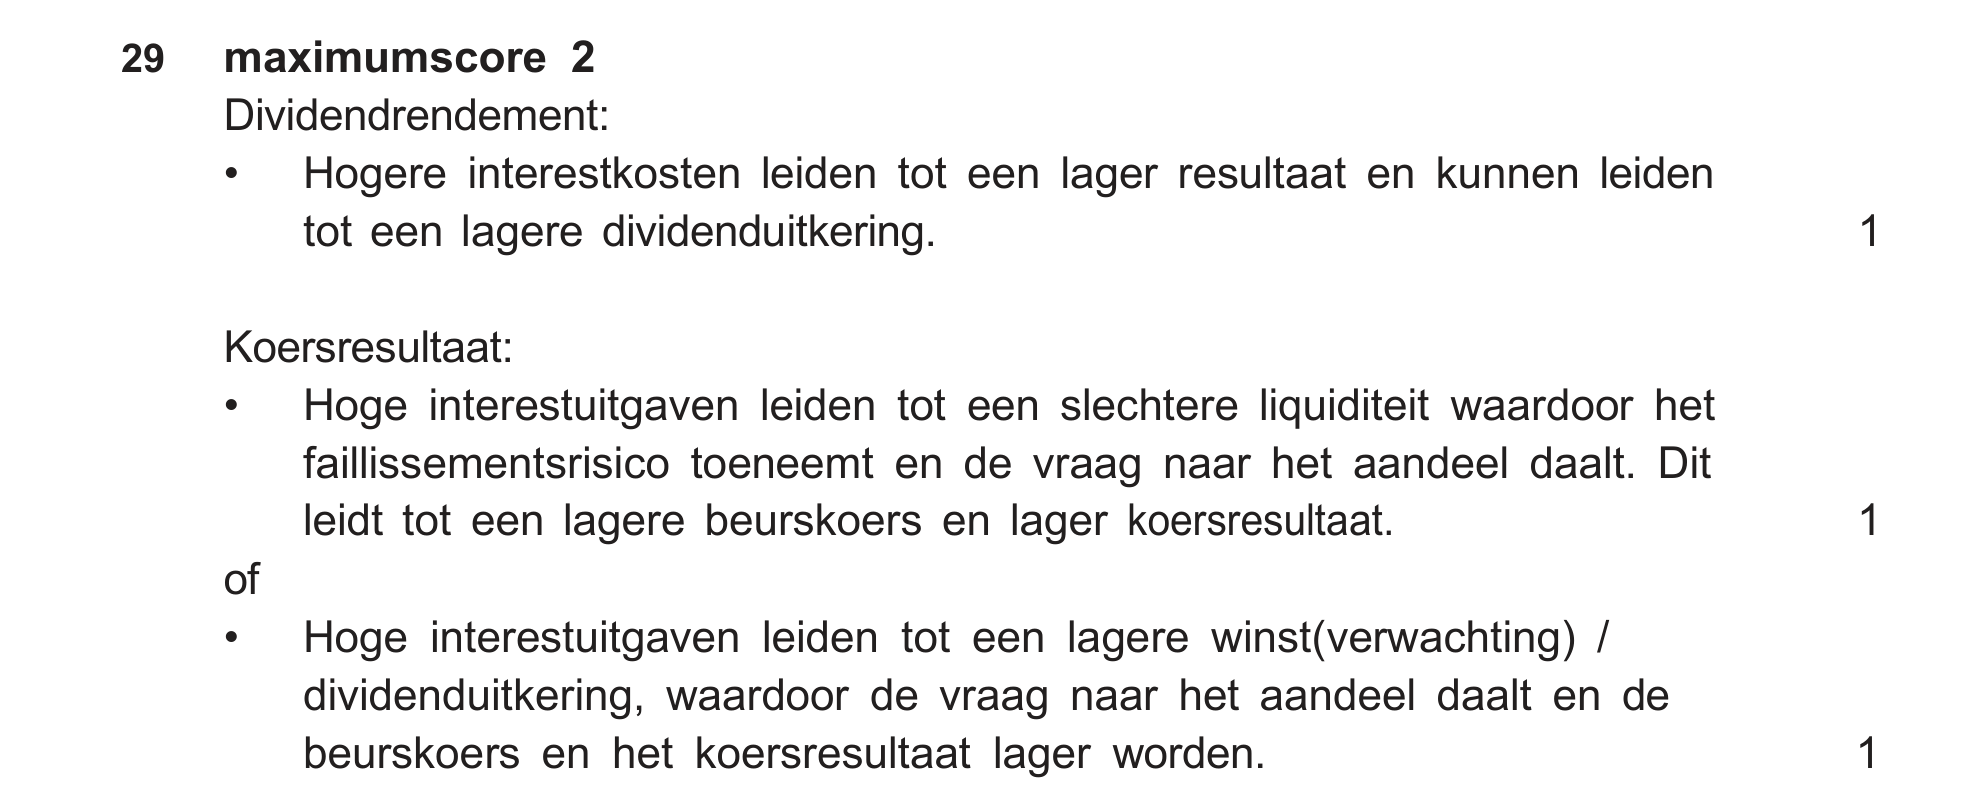 29 maximumscore 2
Dividendrendement:
• Hogere interestkosten leiden tot een lager resultaat en kunnen leiden
tot een lagere dividenduitkering. 1
Koersresultaat:
• Hoge interestuitgaven leiden tot een slechtere liquiditeit waardoor het
faillissementsrisico toeneemt en de vraag naar het aandeel daalt. Dit
leidt tot een lagere beurskoers en lager koersresultaat. 1
of
• Hoge interestuitgaven leiden tot een lagere winst(verwachting) /
dividenduitkering, waardoor de vraag naar het aandeel daalt en de
beurskoers en het koersresultaat lager worden. 1